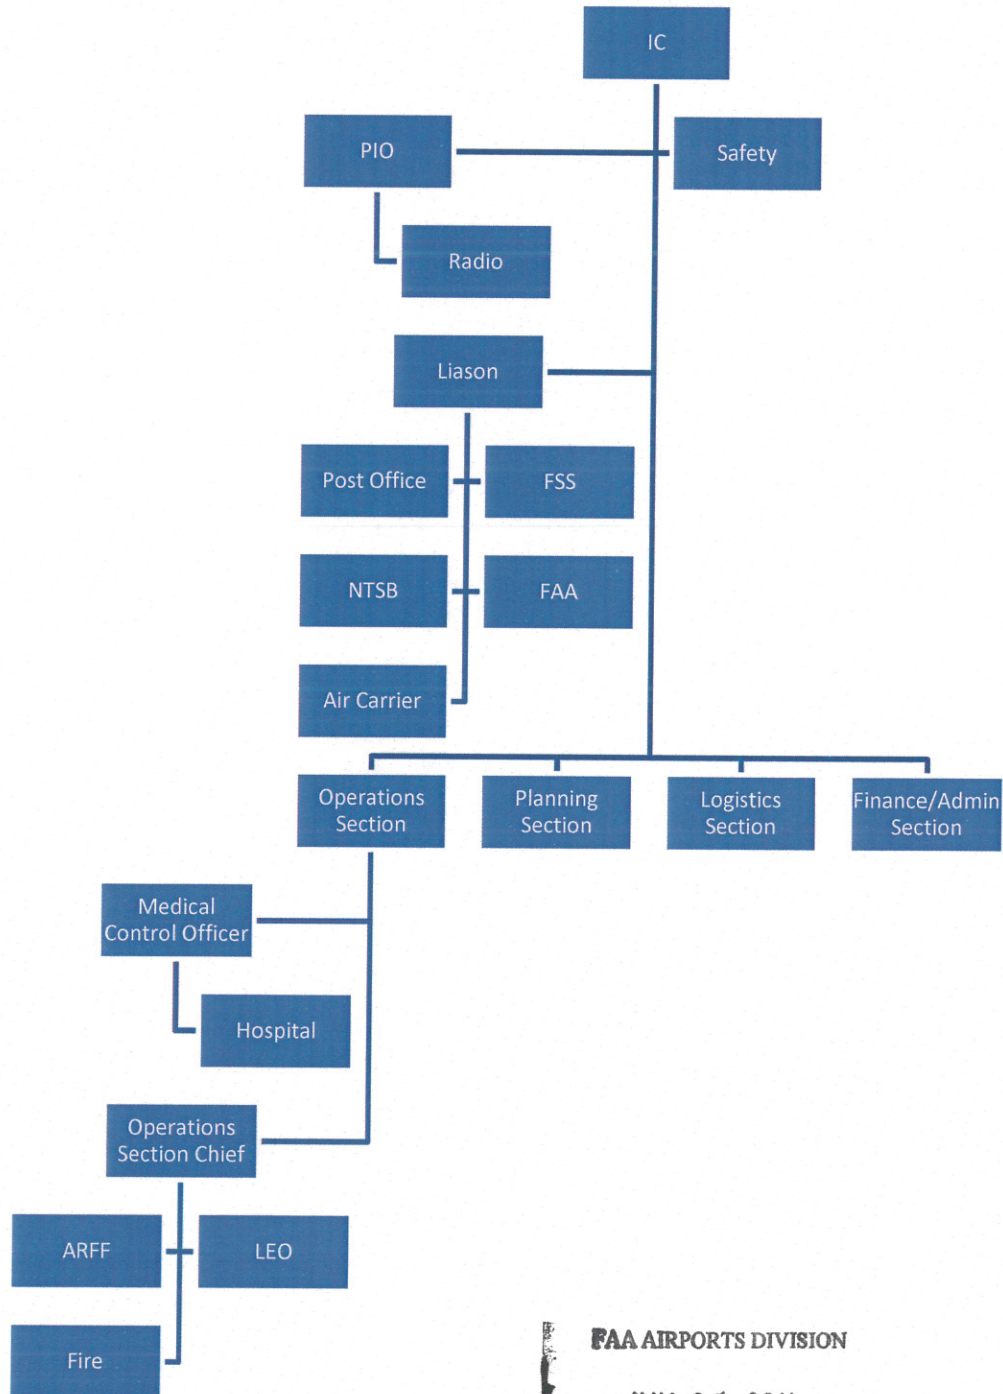 IC
PIO
Safety
Radio
Liason
Post Office
FSS
NTSB
FAA
Air Carrier
Operations
Section
Planning
Section
Logistics
Section
Finance/Admin
Section
Medical
Control Officer
Hospital
Operations
Section Chief
ARFF
LEO
Fire
FAA AIRPORTS DIVISION